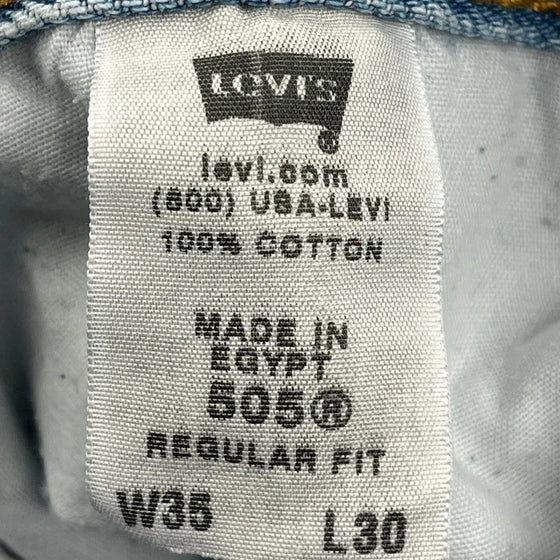 LEVI'S
®
levi.com
(800) USA-LEVI
100% COTTON
MADE IN
EGYPT
505®
REGULAR FIT
W35 L30